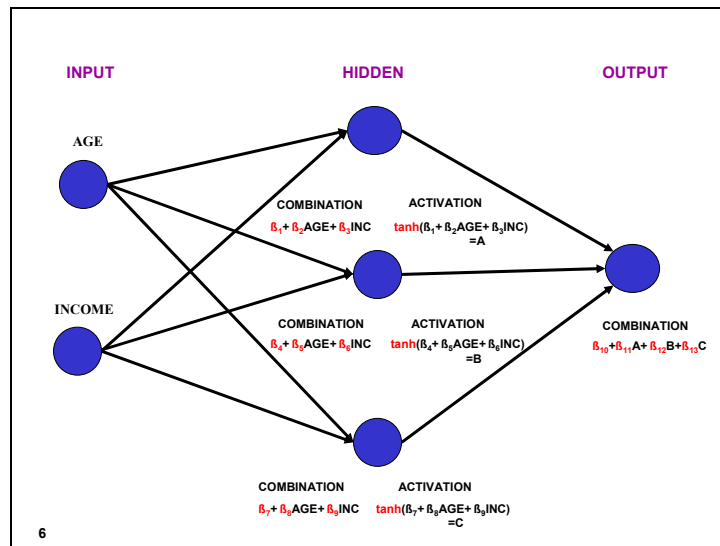 INPUT HIDDEN OUTPUT
AGE
COMBINATION ACTIVATION
ß₁+ ß₂AGE+ ß₃INC tanh(ß₁+ ß₂AGE+ ß₃INC)
=A
INCOME
COMBINATION ACTIVATION COMBINATION
ß₄+ ß₅AGE+ ß₆INC tanh(ß₄+ ß₅AGE+ ß₆INC) ß₁₀+ß₁₁A+ ß₁₂B+ß₁₃C
=B
COMBINATION ACTIVATION
ß₇+ ß₈AGE+ ß₉INC tanh(ß₇+ ß₈AGE+ ß₉INC)
=C
6